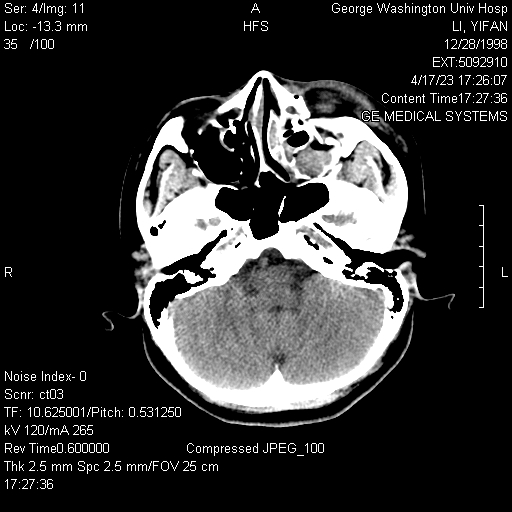 Ser: 4/Img: 11
Loc: -13.3 mm
35 /100
A
HFS
George Washington Univ Hosp
LI, YIFAN
12/28/1998
EXT:5092910
4/17/23 17:26:07
Content Time17:27:36
GE MEDICAL SYSTEMS
R
L
Noise Index- 0
Scnr: ct03
TF: 10.625001/Pitch: 0.531250
kV 120/mA 265
Rev Time0.600000
Compressed JPEG_100
Thk 2.5 mm Spc 2.5 mm/FOV 25 cm
17:27:36